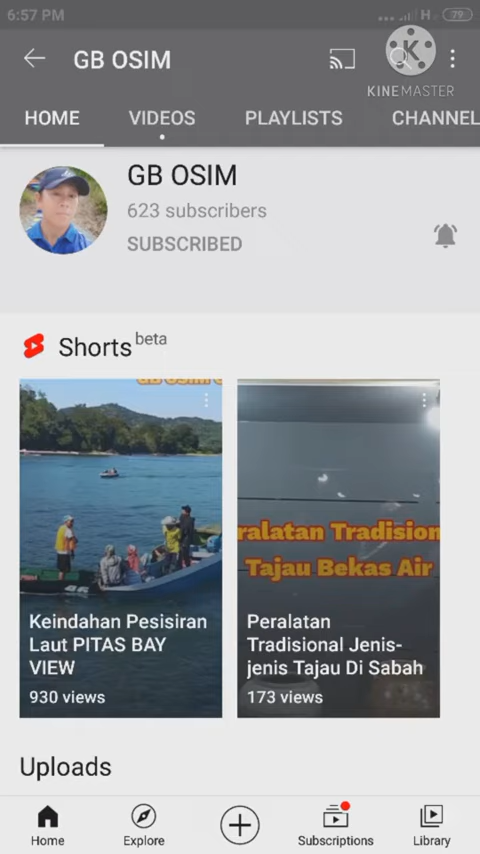 6:57 PM
H 79
GB OSIM
K
KINEMASTER
HOME VIDEOS PLAYLISTS CHANNEL
GB OSIM
623 subscribers
SUBSCRIBED
Shorts beta
GB OSIM
Keindahan Pesisiran
Laut PITAS BAY
VIEW
930 views
ralatan Tradision
Tajau Bekas Air
Peralatan
Tradisional Jenis-
jenis Tajau Di Sabah
173 views
Uploads
Home Explore Subscriptions Library